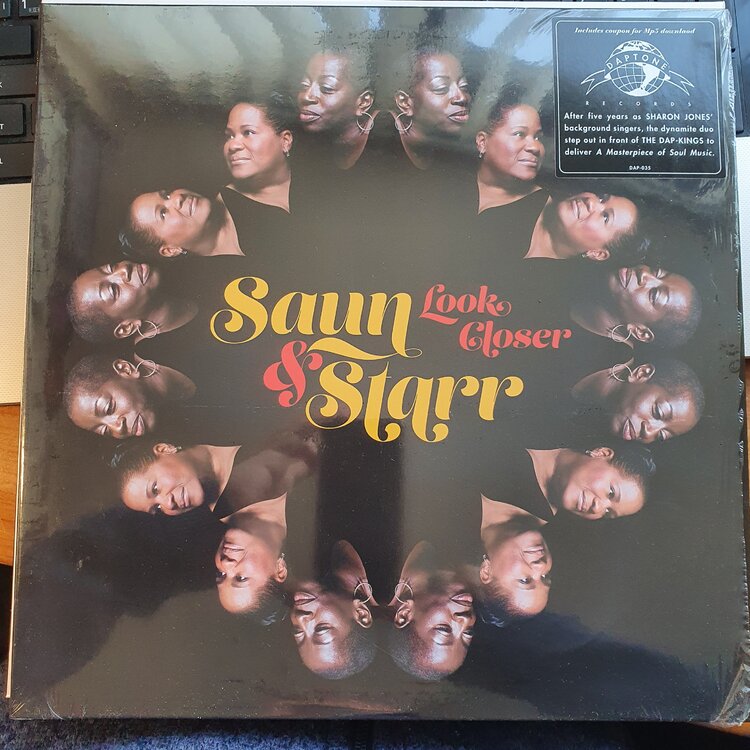 Includes coupon for Mp3 download
DAPTONE
RECORDS
After five years as SHARON JONES'
background singers, the dynamite duo
step out in front of THE DAP-KINGS to
deliver A Masterpiece of Soul Music.
DAP-035
Saun
& Starr
Look
Closer